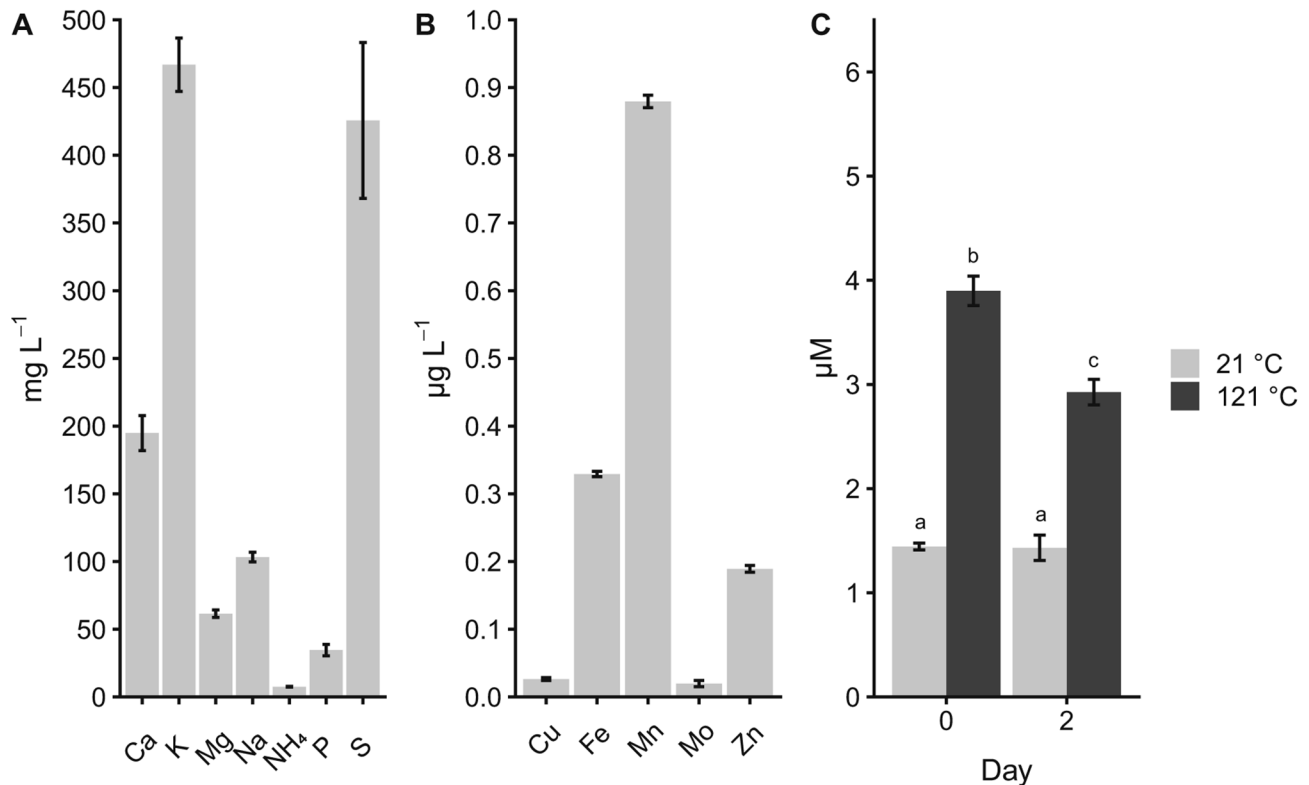 A
mg L⁻¹
500
450
400
350
300
250
200
150
100
50
0
Ca K Mg Na NH₄ P S
B
µg L⁻¹
1.0
0.9
0.8
0.7
0.6
0.5
0.4
0.3
0.2
0.1
0.0
Cu Fe Mn Mo Zn
C
µM
6
5
4
3
2
1
0
a b a c
0 2
Day
21 °C
121 °C